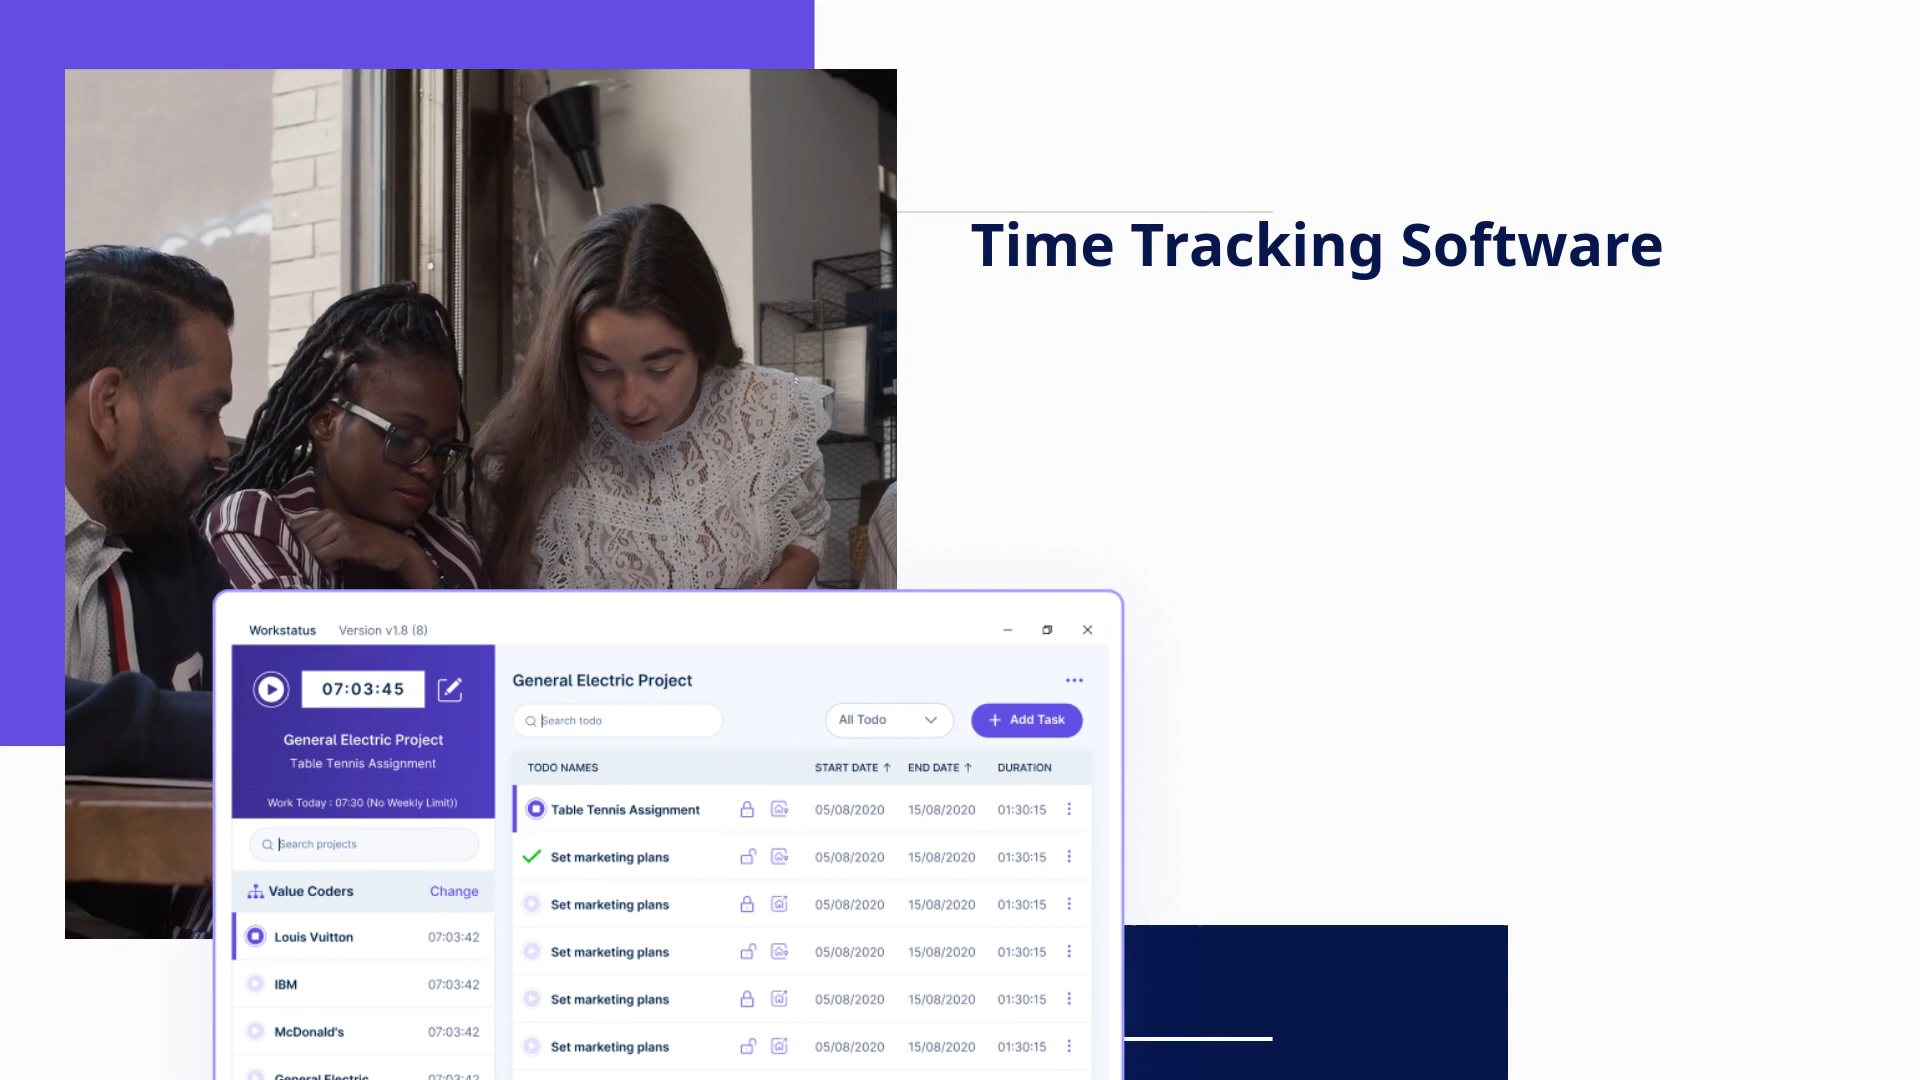 Time Tracking Software
Workstatus Version v1.8 (8)
07:03:45
General Electric Project
Table Tennis Assignment
Work Today : 07:30 (No Weekly Limit))
Search projects
Value Coders Change
Louis Vuitton 07:03:42
IBM 07:03:42
McDonald's 07:03:42
General Electric 07:03:42
General Electric Project
Search todo All Todo + Add Task
TODO NAMES START DATE ↑ END DATE ↑ DURATION
Table Tennis Assignment 05/08/2020 15/08/2020 01:30:15
Set marketing plans 05/08/2020 15/08/2020 01:30:15
Set marketing plans 05/08/2020 15/08/2020 01:30:15
Set marketing plans 05/08/2020 15/08/2020 01:30:15
Set marketing plans 05/08/2020 15/08/2020 01:30:15
Set marketing plans 05/08/2020 15/08/2020 01:30:15